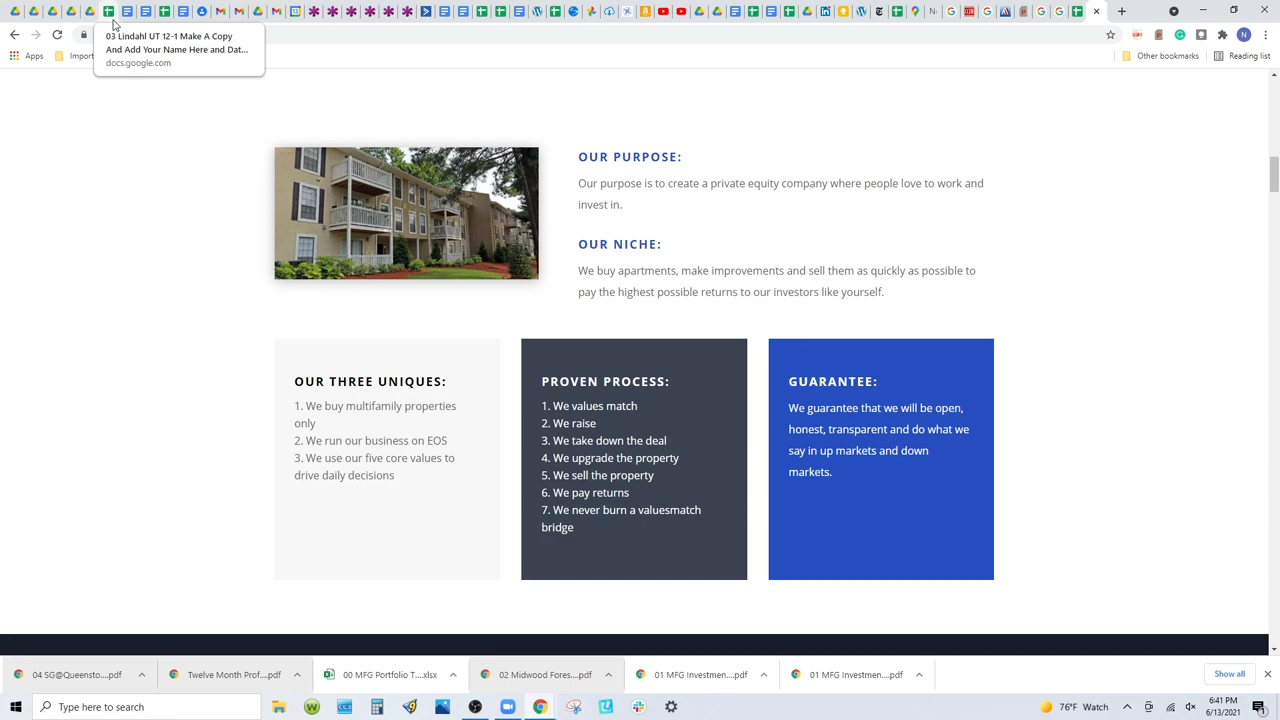 03 Lindahl UT 12-1 Make A Copy
And Add Your Name Here and Dat...
docs.google.com
N
Apps
Import
Other bookmarks
Reading list
OUR PURPOSE:
Our purpose is to create a private equity company where people love to work and
invest in.
OUR NICHE:
We buy apartments, make improvements and sell them as quickly as possible to
pay the highest possible returns to our investors like yourself.
OUR THREE UNIQUES:
1. We buy multifamily properties
only
2. We run our business on EOS
3. We use our five core values to
drive daily decisions
PROVEN PROCESS:
1. We values match
2. We raise
3. We take down the deal
4. We upgrade the property
5. We sell the property
6. We pay returns
7. We never burn a valuesmatch
bridge
GUARANTEE:
We guarantee that we will be open,
honest, transparent and do what we
say in up markets and down
markets.
04 SG@Queensto....pdf
Twelve Month Prof....pdf
00 MFG Portfolio T....xlsx
02 Midwood Fores....pdf
01 MFG Investmen....pdf
01 MFG Investmen....pdf
Show all
Type here to search
76°F Watch
6:41 PM
6/13/2021